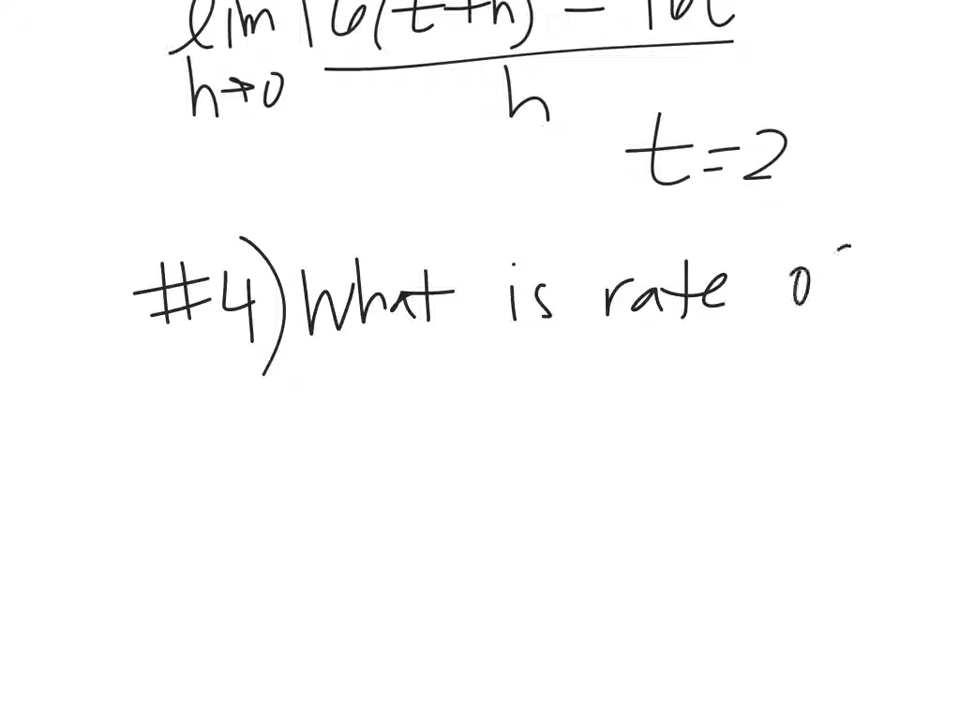 lim 16(t+h) - 16t
h→0 h
t=2
#4) What is rate o